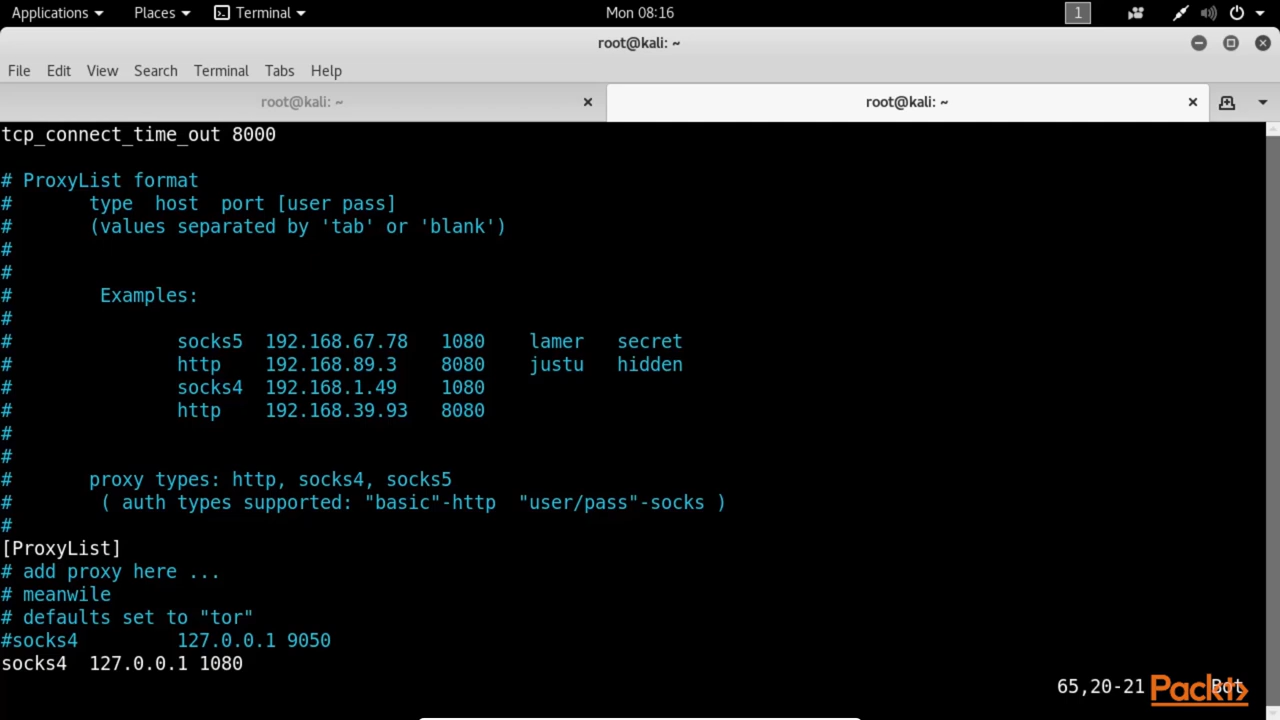 Applications Places Terminal Mon 08:16 1
root@kali: ~
File Edit View Search Terminal Tabs Help
root@kali: ~ root@kali: ~
tcp_connect_time_out 8000
# ProxyList format
#       type  host  port [user pass]
#       (values separated by 'tab' or 'blank')
#
#
#        Examples:
#
#               socks5  192.168.67.78   1080    lamer   secret
#               http    192.168.89.3    8080    justu   hidden
#               socks4  192.168.1.49    1080
#               http    192.168.39.93   8080
#
#
#       proxy types: http, socks4, socks5
#        ( auth types supported: "basic"-http  "user/pass"-socks )
#
[ProxyList]
# add proxy here ...
# meanwile
# defaults set to "tor"
#socks4         127.0.0.1 9050
socks4  127.0.0.1 1080
65,20-21 Bot
Packt>